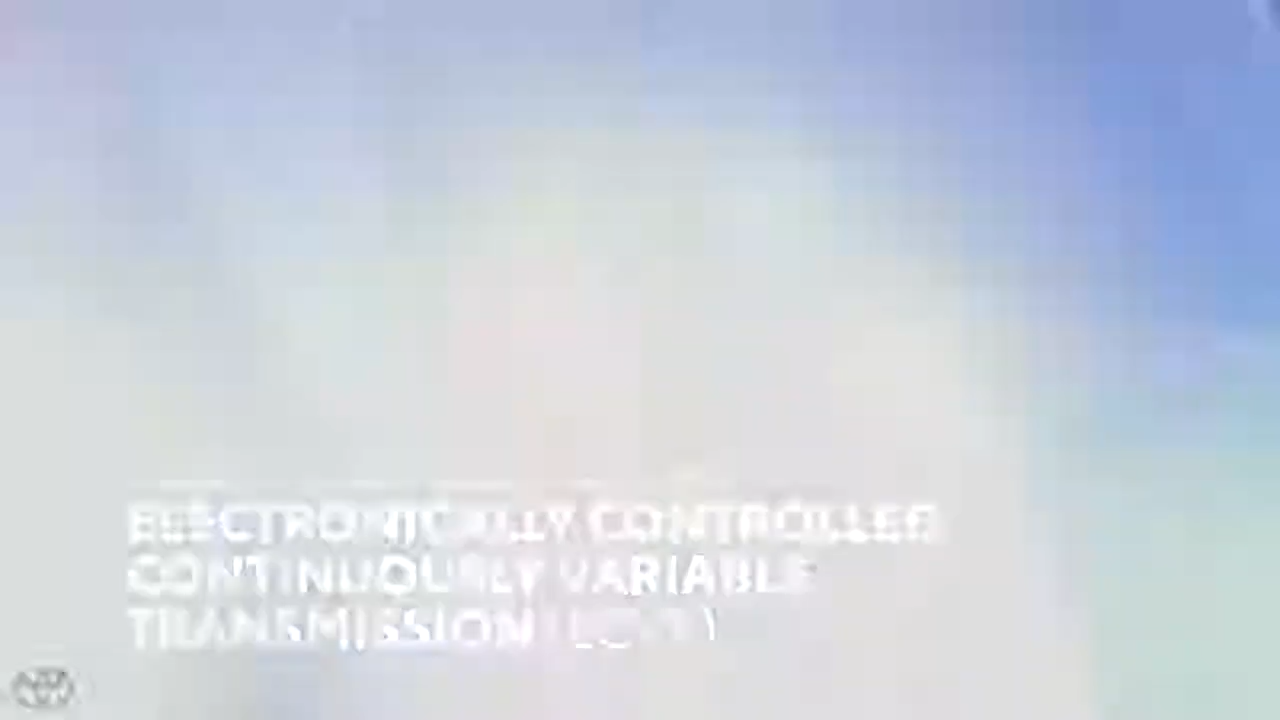 ELECTRONICALLY CONTROLLED
CONTINUOUSLY VARIABLE
TRANSMISSION